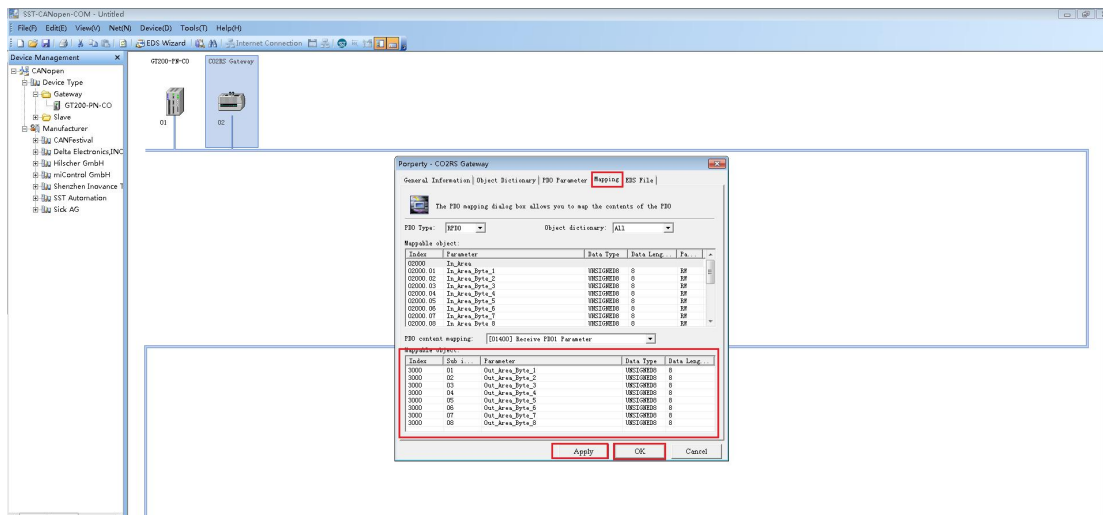 SST-CANopen-COM - Untitled
File(F) Edit(E) View(V) Net(N) Device(D) Tools(T) Help(H)
EDS Wizard Internet Connection
Device Management
CANopen
Device Type
Gateway
GT200-PN-CO
Slave
Manufacturer
CANFestival
Delta Electronics,INC
Hilscher GmbH
miControl GmbH
Shenzhen Inovance T
SST Automation
Sick AG
GT200-PN-CO CO2RS Gateway
01 02
Porperty - CO2RS Gateway
General Information Object Dictionary PDO Parameter Mapping EDS File
The PDO mapping dialog box allows you to map the contents of the PDO
PDO Type: RPDO Object dictionary: All
Mappable object:
Index Parameter Data Type Data Leng... Pa...
02000 In_Area
02000.01 In_Area_Byte_1 UNSIGNED8 8 RW
02000.02 In_Area_Byte_2 UNSIGNED8 8 RW
02000.03 In_Area_Byte_3 UNSIGNED8 8 RW
02000.04 In_Area_Byte_4 UNSIGNED8 8 RW
02000.05 In_Area_Byte_5 UNSIGNED8 8 RW
02000.06 In_Area_Byte_6 UNSIGNED8 8 RW
02000.07 In_Area_Byte_7 UNSIGNED8 8 RW
02000.08 In_Area_Byte_8 UNSIGNED8 8 RW
PDO content mapping: [01400] Receive PDO1 Parameter
Mappable object:
Index Sub i... Parameter Data Type Data Leng...
3000 01 Out_Area_Byte_1 UNSIGNED8 8
3000 02 Out_Area_Byte_2 UNSIGNED8 8
3000 03 Out_Area_Byte_3 UNSIGNED8 8
3000 04 Out_Area_Byte_4 UNSIGNED8 8
3000 05 Out_Area_Byte_5 UNSIGNED8 8
3000 06 Out_Area_Byte_6 UNSIGNED8 8
3000 07 Out_Area_Byte_7 UNSIGNED8 8
3000 08 Out_Area_Byte_8 UNSIGNED8 8
Apply OK Cancel